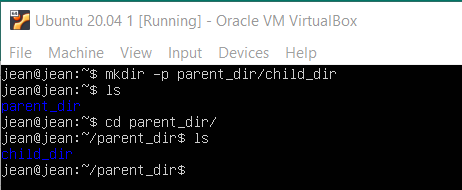 Ubuntu 20.04 1 [Running] - Oracle VM VirtualBox
File Machine View Input Devices Help
jean@jean:~$ mkdir -p parent_dir/child_dir
jean@jean:~$ ls
parent_dir
jean@jean:~$ cd parent_dir/
jean@jean:~/parent_dir$ ls
child_dir
jean@jean:~/parent_dir$